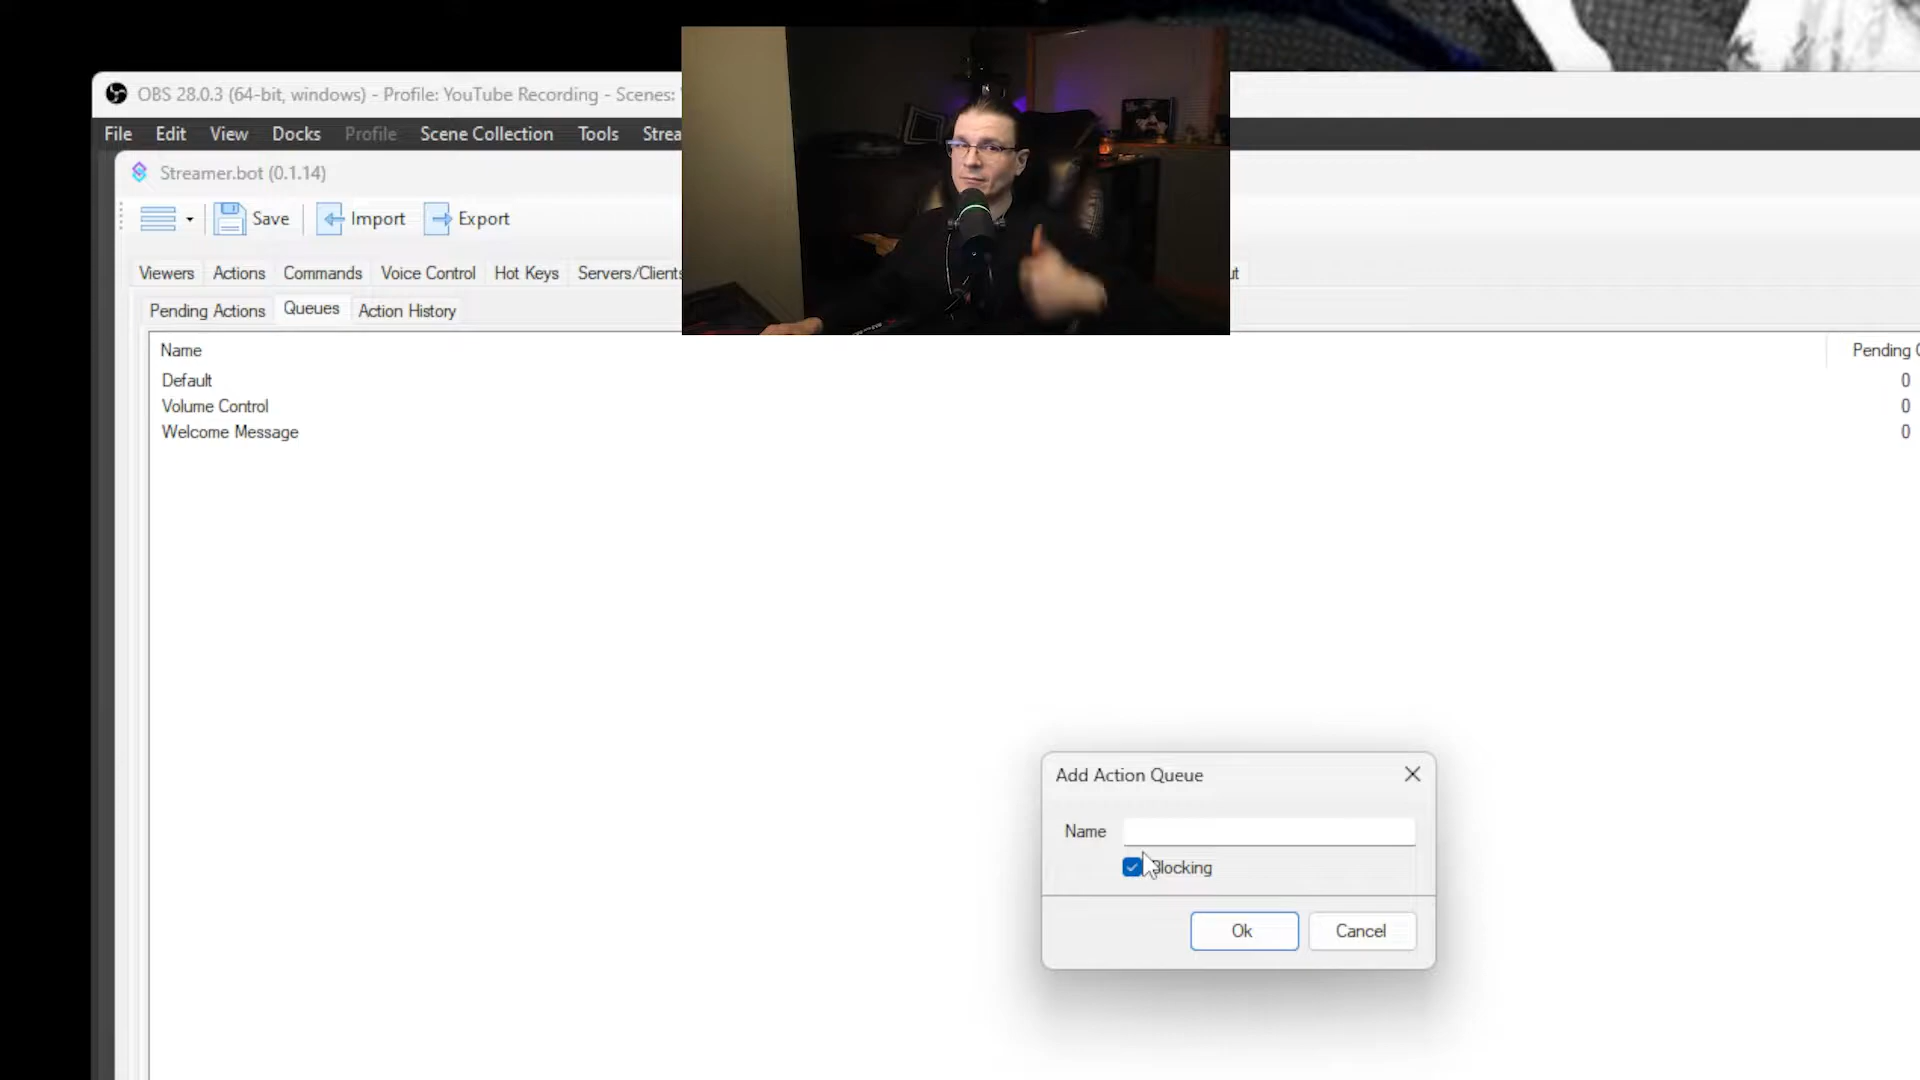 OBS 28.0.3 (64-bit, windows) - Profile: YouTube Recording - Scenes:
File Edit View Docks Profile Scene Collection Tools
Streamer.bot (0.1.14)
Save Import Export
Viewers Actions Commands Voice Control Hot Keys Servers/Clients
Pending Actions Queues Action History
Name Pending
Default 0
Volume Control 0
Welcome Message 0
Add Action Queue
Name
Blocking
Ok Cancel